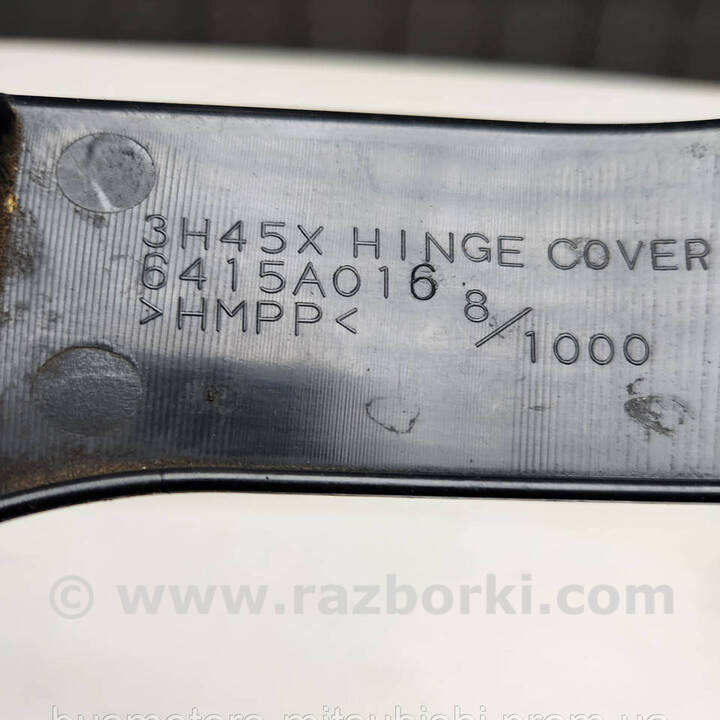 3H45X HINGE COVER
6415A016
>HMPP< 8/1000
© www.razborki.com